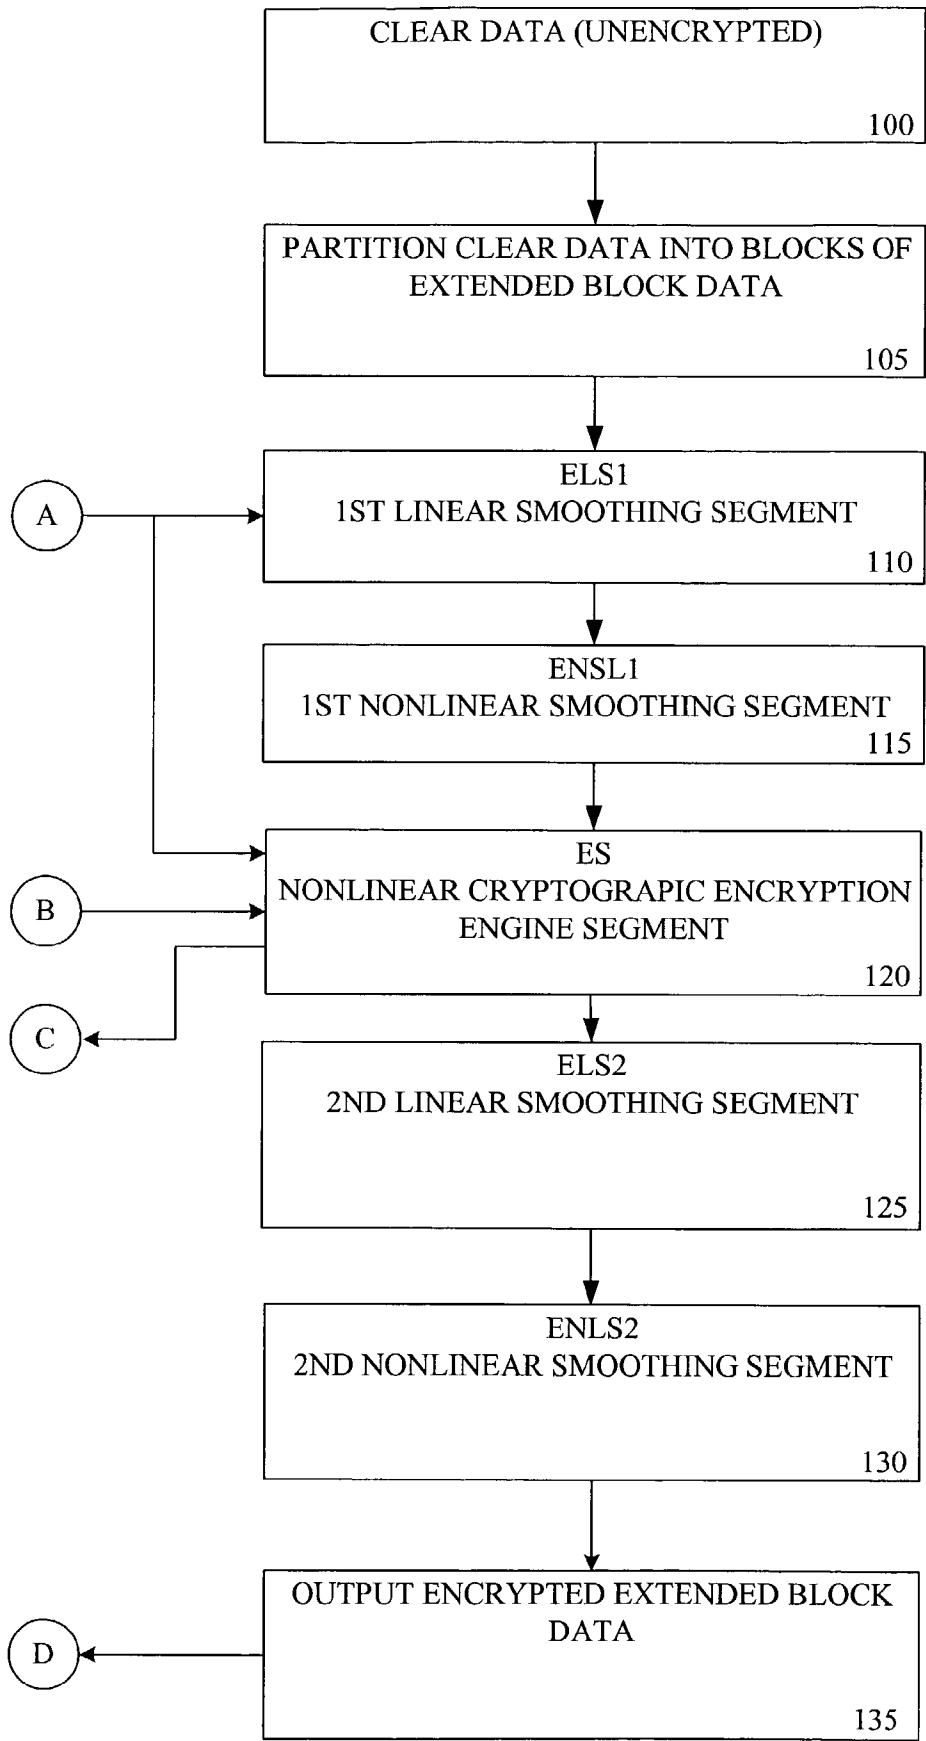 CLEAR DATA (UNENCRYPTED)
100
PARTITION CLEAR DATA INTO BLOCKS OF
EXTENDED BLOCK DATA
105
ELS1
1ST LINEAR SMOOTHING SEGMENT
110
A
ENSL1
1ST NONLINEAR SMOOTHING SEGMENT
115
ES
NONLINEAR CRYPTOGRAPIC ENCRYPTION
ENGINE SEGMENT
120
B
C
ELS2
2ND LINEAR SMOOTHING SEGMENT
125
ENLS2
2ND NONLINEAR SMOOTHING SEGMENT
130
OUTPUT ENCRYPTED EXTENDED BLOCK
DATA
135
D